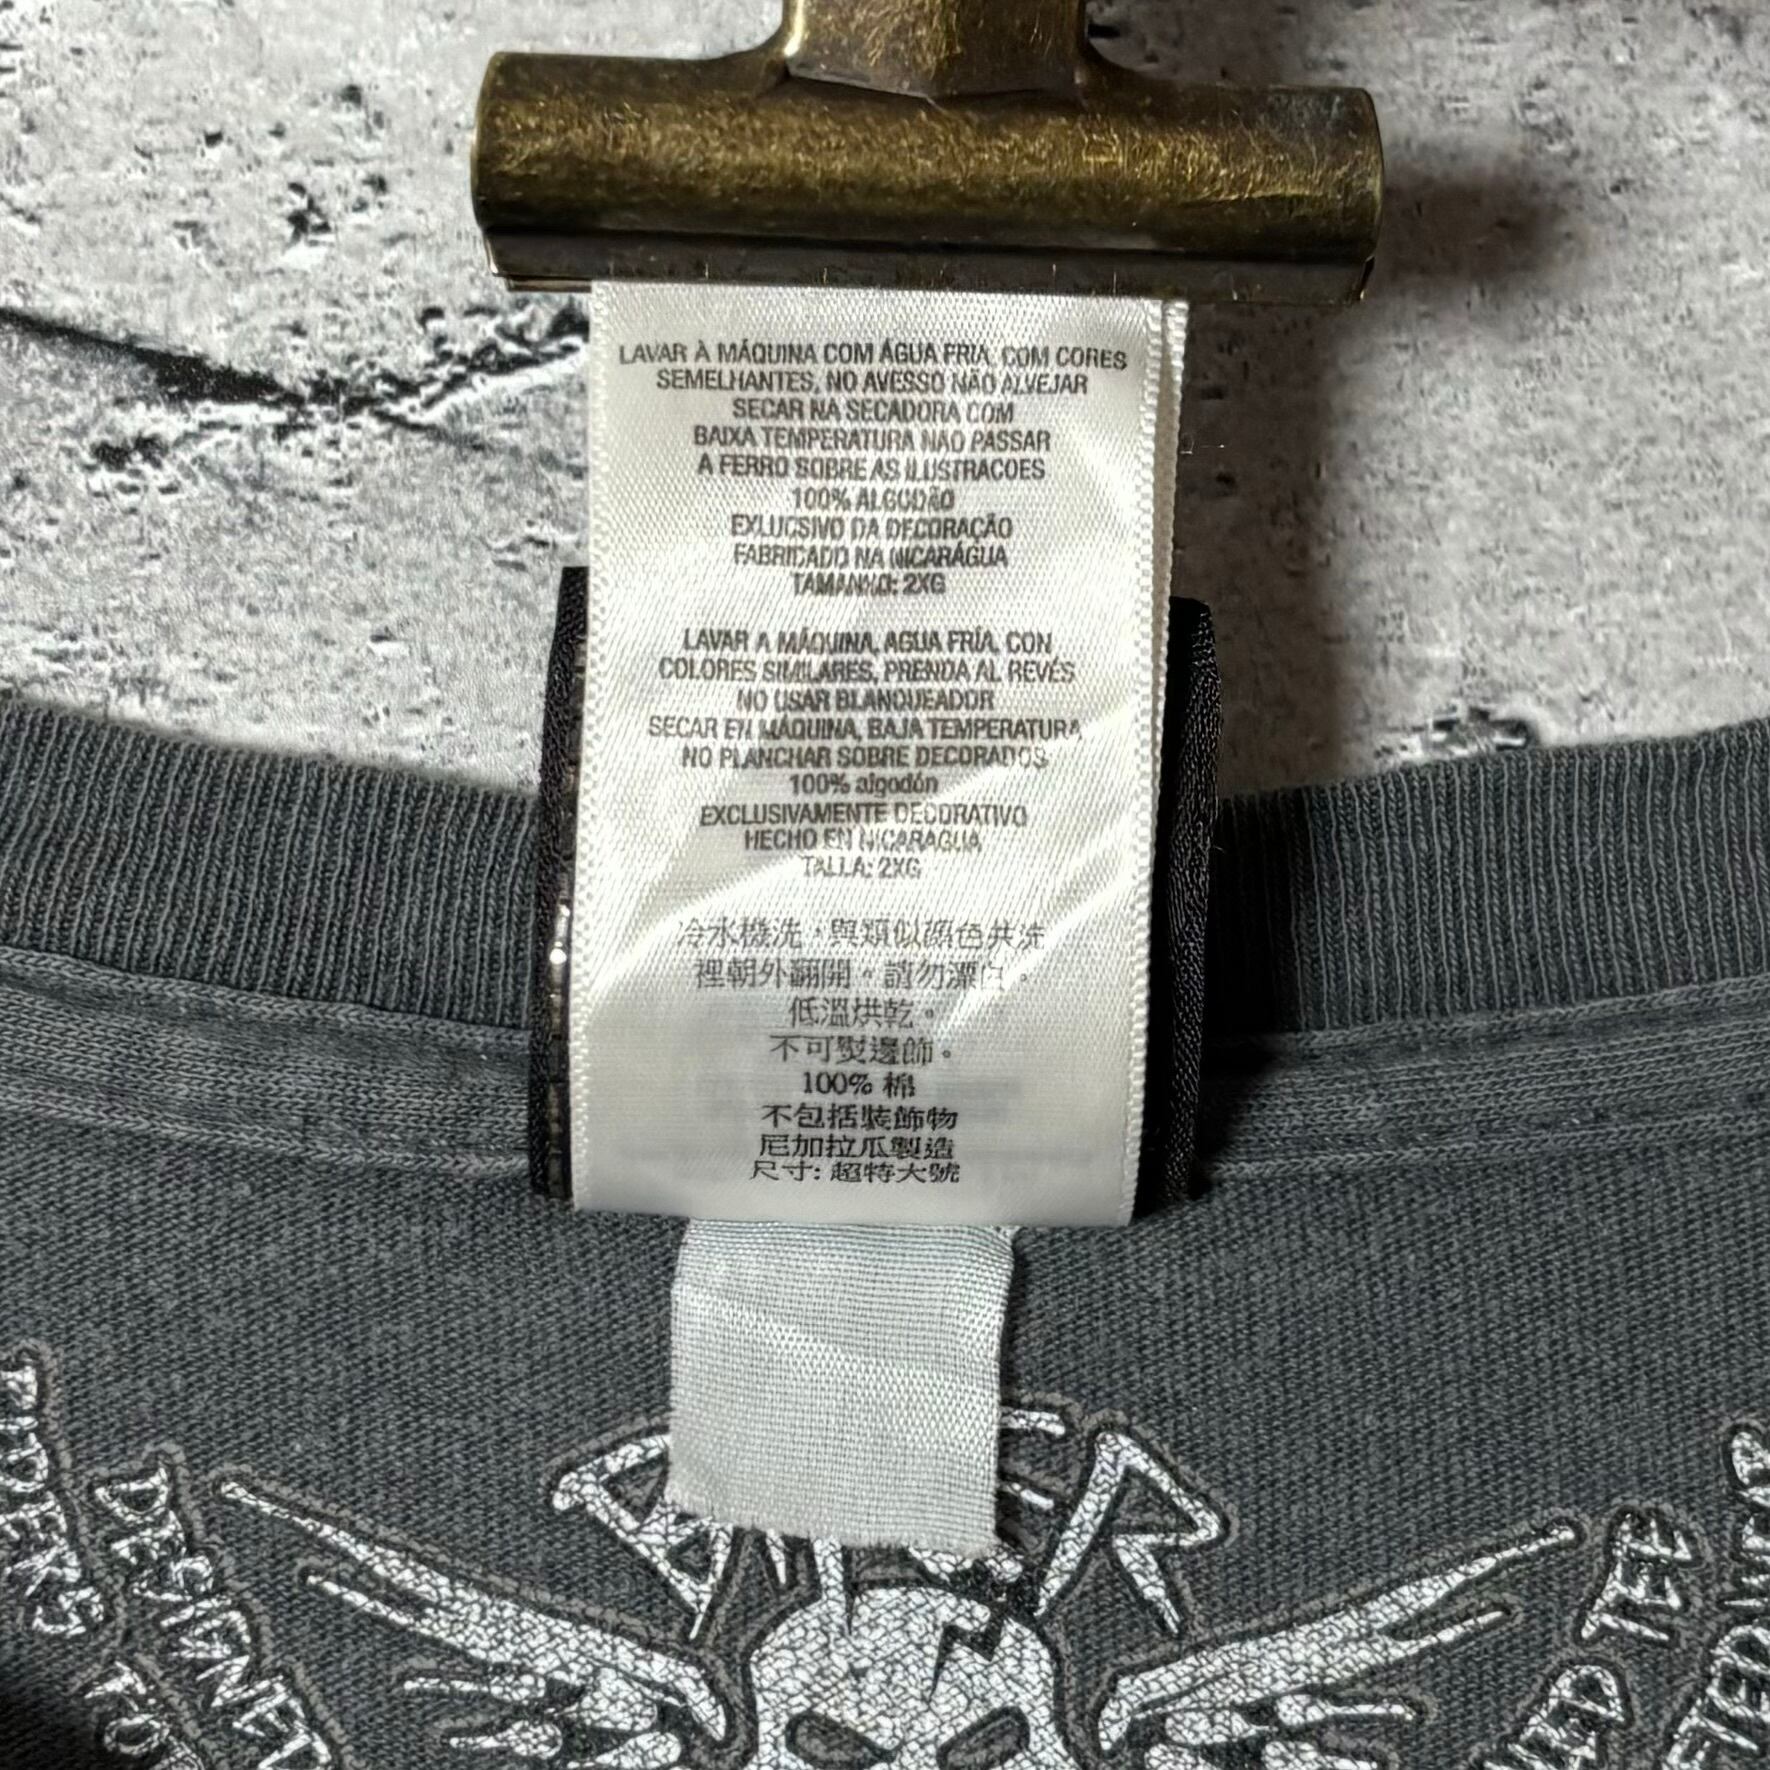 LAVAR À MÁQUINA COM ÁGUA FRIA, COM CORES
SEMELHANTES, NO AVESSO NÃO ALVEJAR
SECAR NA SECADORA COM
BAIXA TEMPERATURA NÃO PASSAR
A FERRO SOBRE AS ILUSTRACOES
100% ALGODãO
EXLUCSIVO DA DECORAÇÃO
FABRICADO NA NICARÁGUA
TAMANHO: 2XG
LAVAR A MÁQUINA, AGUA FRÍA, CON
COLORES SIMILARES, PRENDA AL REVÉS
NO USAR BLANQUEADOR
SECAR EN MÁQUINA, BAJA TEMPERATURA
NO PLANCHAR SOBRE DECORADOS
100% algodón
EXCLUSIVAMENTE DECORATIVO
HECHO EN NICARAGUA
TALLA: 2XG
冷水機洗，與類似顏色共洗
裡朝外翻開。請勿漂白。
低溫烘乾。
不可熨邊飾。
100% 棉
不包括裝飾物
尼加拉瓜製造
尺寸: 超特大號
DESIGNED
TEE